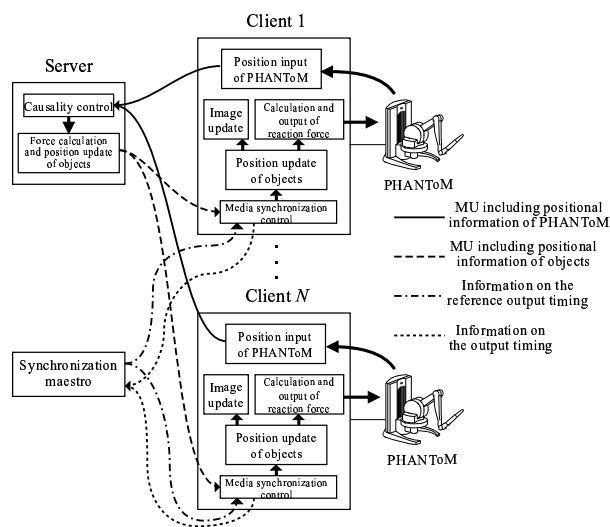 Client 1
Position input
of PHANToM
Server
Causality control
Force calculation
and position update
of objects
Image
update
Calculation and
output of
reaction force
Position update
of objects
Media synchronization
control
PHANToM
MU including positional
information of PHANToM
MU including positional
information of objects
Information on the
reference output timing
Information on
the output timing
Client N
Position input
of PHANToM
Synchronization
maestro
Image
update
Calculation and
output of
reaction force
Position update
of objects
Media synchronization
control
PHANToM